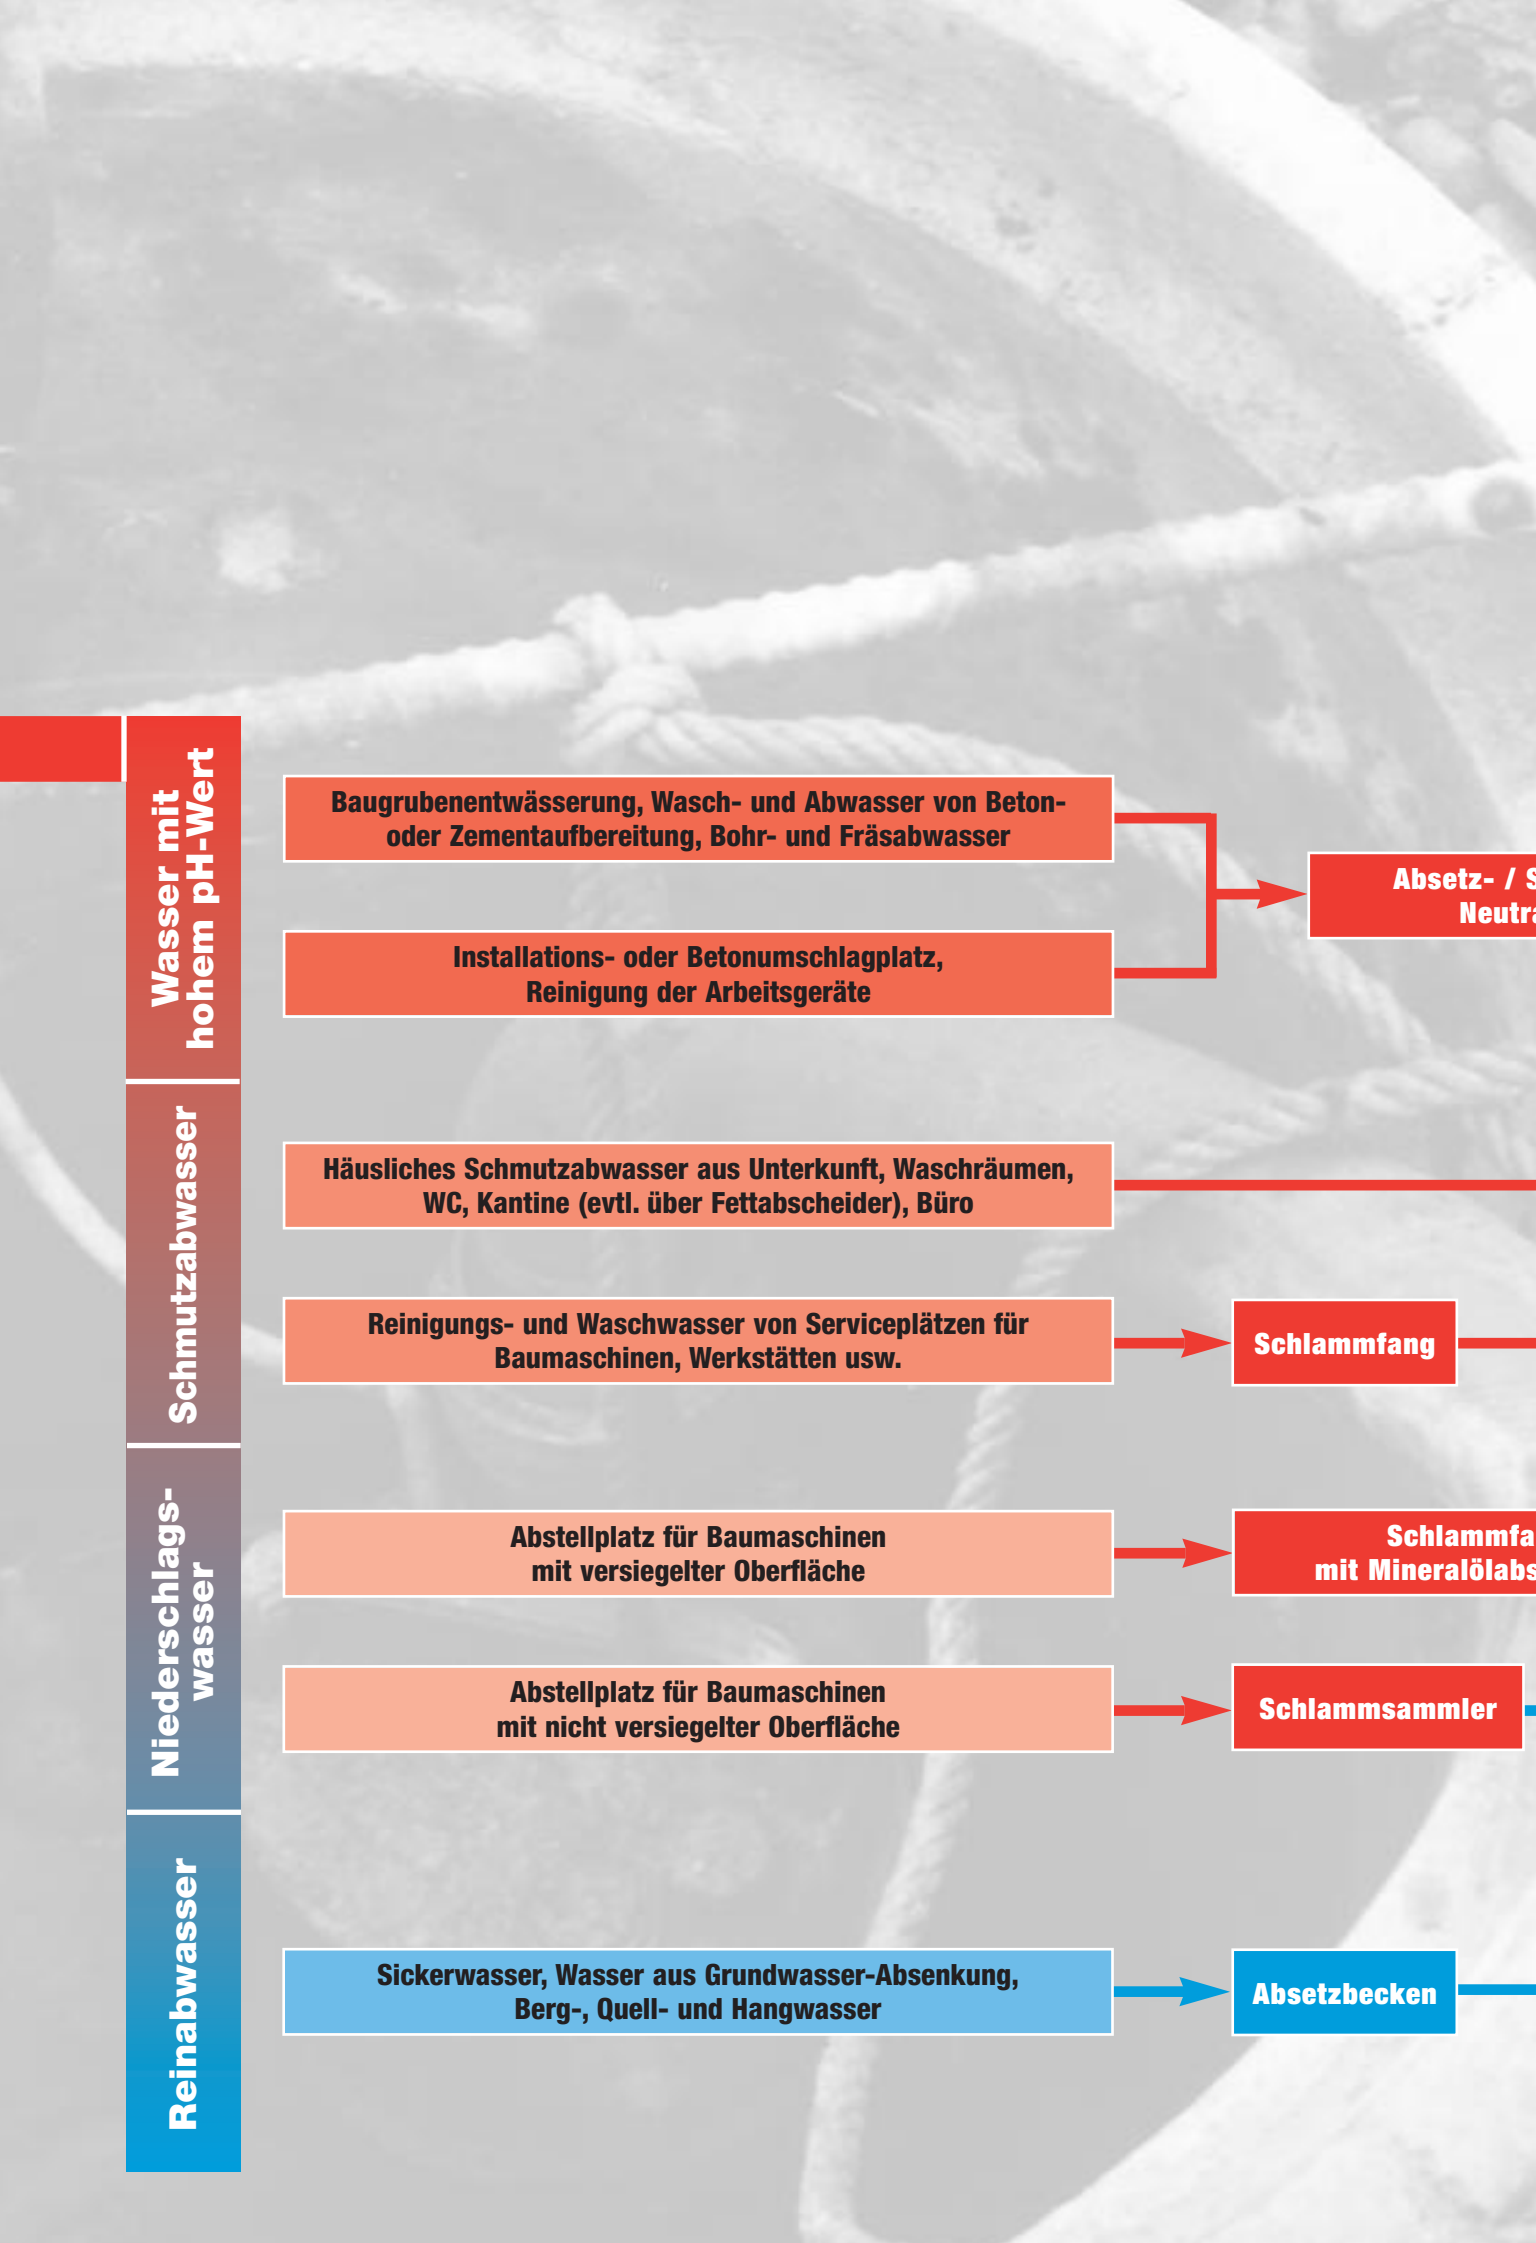 Wasser mit
hohem pH-Wert
Baugrubenentwässerung, Wasch- und Abwasser von Beton-
oder Zementaufbereitung, Bohr- und Fräsabwasser
Installations- oder Betonumschlagplatz,
Reinigung der Arbeitsgeräte
Absetz- /
Schmutzabwasser
Häusliches Schmutzabwasser aus Unterkunft, Waschräumen,
WC, Kantine (evtl. über Fettabscheider), Büro
Reinigungs- und Waschwasser von Serviceplätzen für
Baumaschinen, Werkstätten usw.
Schlammfang
Niederschlags-
wasser
Abstellplatz für Baumaschinen
mit versiegelter Oberfläche
mit
Abstellplatz für Baumaschinen
mit nicht versiegelter Oberfläche
Schlammsammler
Reinabwasser
Sickerwasser, Wasser aus Grundwasser-Absenkung,
Berg-, Quell- und Hangwasser
Absetzbecken